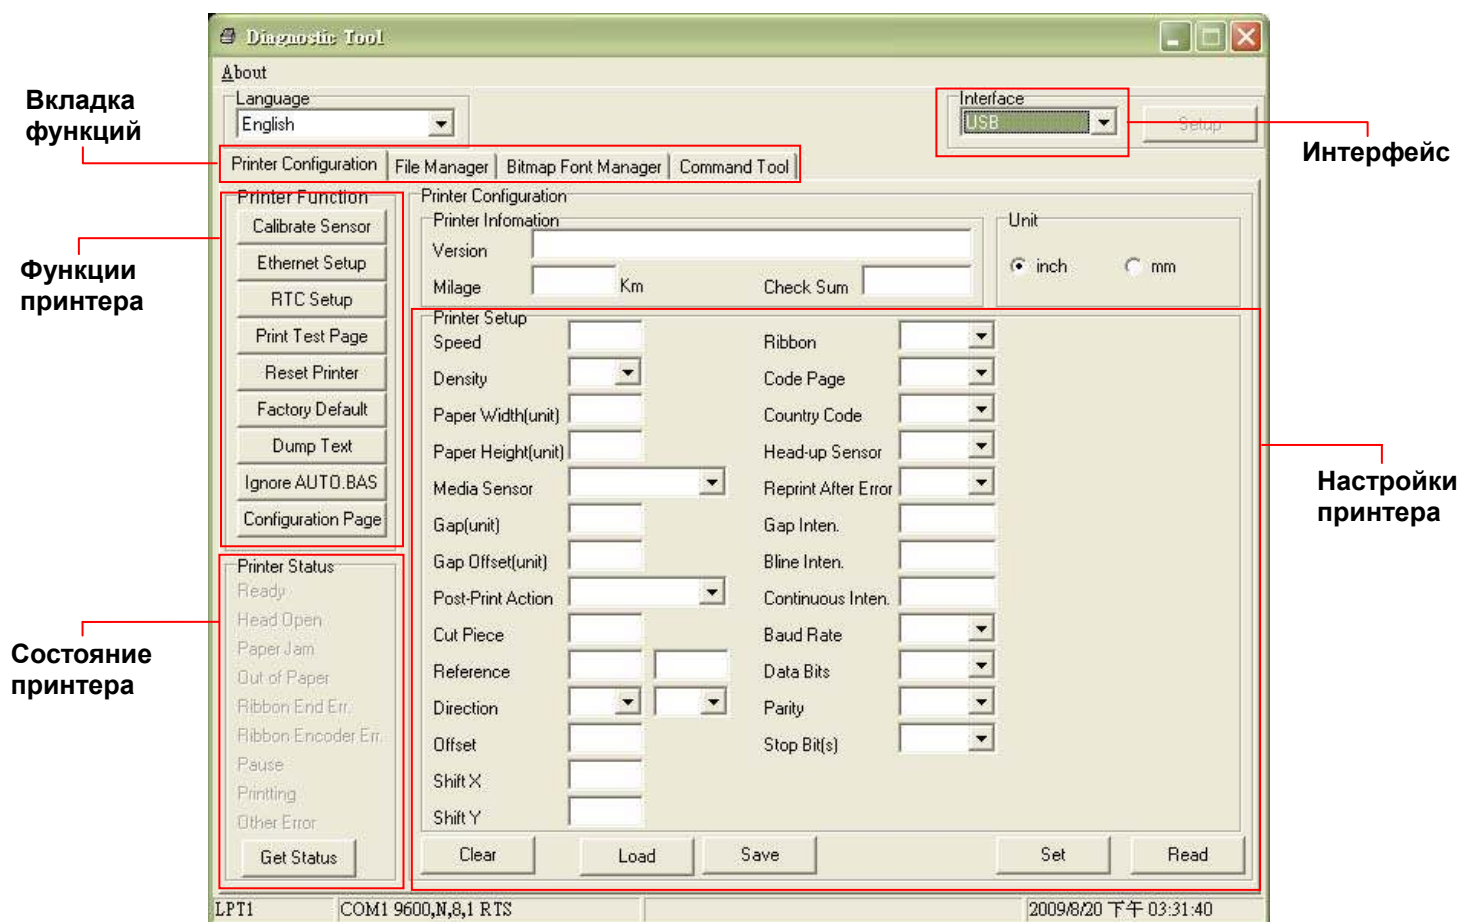 Diagnostic Tool
About
Language
English
Interface
USB
Setup
Вкладка
функций
Интерфейс
Printer Configuration
File Manager
Bitmap Font Manager
Command Tool
Printer Function
Calibrate Sensor
Ethernet Setup
RTC Setup
Print Test Page
Reset Printer
Factory Default
Dump Text
Ignore AUTO.BAS
Configuration Page
Функции
принтера
Printer Configuration
Printer Infomation
Version
Milage
Km
Check Sum
Unit
inch
mm
Printer Setup
Speed
Density
Paper Width(unit)
Paper Height(unit)
Media Sensor
Gap(unit)
Gap Offset(unit)
Post-Print Action
Cut Piece
Reference
Direction
Offset
Shift X
Shift Y
Ribbon
Code Page
Country Code
Head-up Sensor
Reprint After Error
Gap Inten.
Bline Inten.
Continuous Inten.
Baud Rate
Data Bits
Parity
Stop Bit(s)
Настройки
принтера
Printer Status
Ready
Head Open
Paper Jam
Out of Paper
Ribbon End Err.
Ribbon Encoder Err.
Pause
Printting
Other Error
Get Status
Состояние
принтера
Clear
Load
Save
Set
Read
LPT1
COM1 9600,N,8,1 RTS
2009/8/20 下午 03:31:40